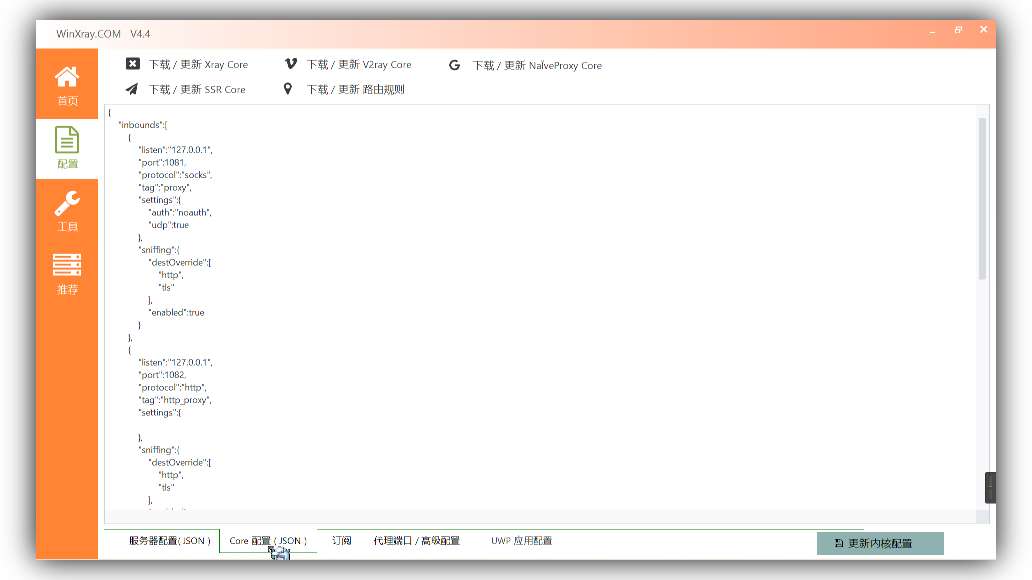 WinXray.COM V4.4
下载 / 更新 Xray Core
下载 / 更新 V2ray Core
下载 / 更新 NaÏveProxy Core
下载 / 更新 SSR Core
下载 / 更新 路由规则
首页
配置
工具
推荐
{
"inbounds":[
{
"listen":"127.0.0.1",
"port":1081,
"protocol":"socks",
"tag":"proxy",
"settings":{
"auth":"noauth",
"udp":true
},
"sniffing":{
"destOverride":[
"http",
"tls"
],
"enabled":true
}
},
{
"listen":"127.0.0.1",
"port":1082,
"protocol":"http",
"tag":"http_proxy",
"settings":{
},
"sniffing":{
"destOverride":[
"http",
"tls"
],
服务器配置( JSON )
Core 配置 ( JSON )
订阅
代理端口 / 高级配置
UWP 应用配置
更新内核配置